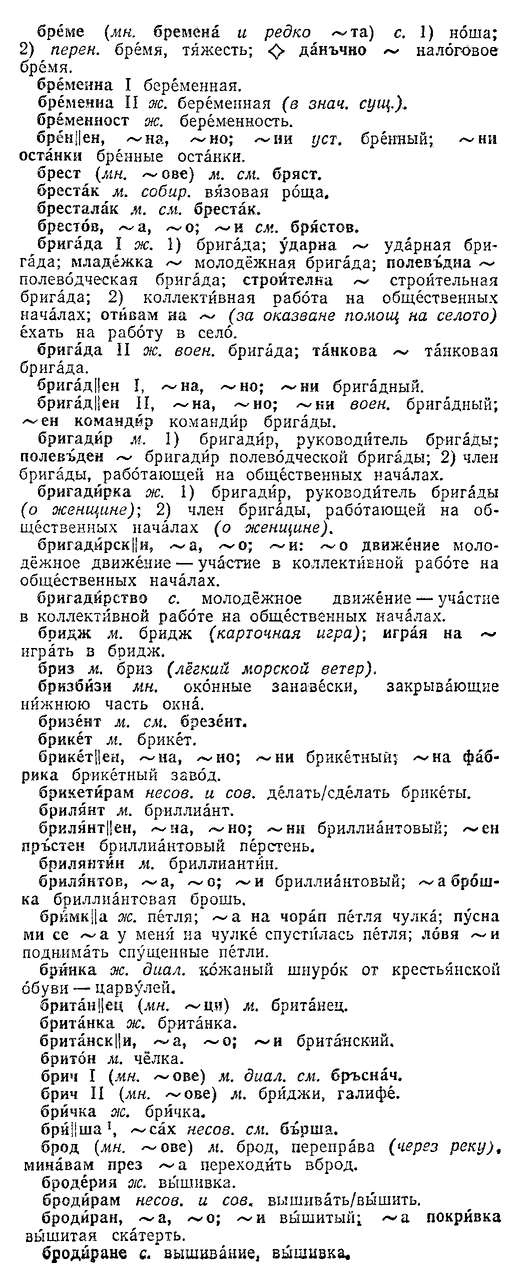 бре́ме (мн. бремена́ и редко ~та) с. 1) но́ша;
2) перен. бре́мя, тя́жесть; ◇ да́нъчно ~ нало́говое
бре́мя.
бре́менна I бере́менная.
бре́менна II ж. бере́менная (в знач. сущ.).
бре́менност ж. бере́менность.
бре́н||ен, ~на, ~но; ~ни уст. бре́нный; ~ни
оста́нки бре́нные оста́нки.
брест (мн. ~ове) м. см. бряст.
бреста́к м. собир. вя́зовая ро́ща.
бресталáк м. см. бреста́к.
бресто́в, ~а, ~о; ~и см. бря́стов.
брига́да I ж. 1) брига́да; у́дарна ~ уда́рная бри-
га́да; младе́жка ~ молодёжная брига́да; полевъ́дна ~
полево́дческая брига́да; строи́телна ~ строи́тельная
брига́да; 2) коллекти́вная рабо́та на обще́ственных
нача́лах; оти́вам на ~ (за оказване помощ на селото)
е́хать на рабо́ту в село́.
брига́да II ж. воен. брига́да; та́нкова ~ та́нковая
брига́да.
брига́д||ен I, ~на, ~но; ~ни брига́дный.
брига́д||ен II, ~на, ~но; ~ни воен. брига́дный;
~ен команди́р команди́р брига́ды.
бригади́р м. 1) бригади́р, руководи́тель брига́ды;
полевъ́ден ~ бригади́р полево́дческой брига́ды; 2) член
брига́ды, рабо́тающей на обще́ственных нача́лах.
бригади́рка ж. 1) бригади́р, руководи́тель брига́ды
(о женщине); 2) член брига́ды, рабо́тающей на об-
ще́ственных нача́лах (о женщине).
бригади́рск||и, ~а, ~о; ~и: ~о движе́ние моло-
дёжное движе́ние — уча́стие в коллекти́вной рабо́те на
обще́ственных нача́лах.
бригади́рство с. молодёжное движе́ние — уча́стие
в коллекти́вной рабо́те на обще́ственных нача́лах.
бридж м. бридж (карточная игра); игра́я на ~
игра́ть в бридж.
бриз м. бриз (лёгкий морской ветер).
бризби́зи мн. око́нные занаве́ски, закрыва́ющие
ни́жнюю часть окна́.
бризе́нт м. см. брезе́нт.
брике́т м. брике́т.
брике́т||ен, ~на, ~но; ~ни брике́тный; ~на фа́б-
рика брике́тный заво́д.
брикети́рам несов. и сов. де́лать/сде́лать брике́ты.
брилянт м. бриллиа́нт.
брилянт||ен, ~на, ~но; ~ни бриллиа́нтовый; ~ен
пръ́стен бриллиа́нтовый пе́рстень.
брилянти́н м. бриллианти́н.
брилянтов, ~а, ~о; ~и бриллиа́нтовый; ~а бро́ш-
ка бриллиа́нтовая брошь.
бри́мк||а ж. пе́тля; ~а на чора́п пе́тля чулка́; пу́сна
ми се ~а у меня́ на чулке́ спусти́лась пе́тля; ловя́ ~и
поднима́ть спу́щенные пе́тли.
бри́нка ж. диал. ко́жаный шнуро́к от крестья́нской
о́буви — царву́лей.
брита́н||ец (мн. ~ци) м. брита́нец.
брита́нка ж. брита́нка.
брита́нск||и, ~а, ~о; ~и брита́нский.
брито́н м. чёлка.
брич I (мн. ~ове) м. диал. см. бръсна́ч.
брич II (мн. ~ове) м. бри́джи, галифе́.
бри́чка ж. бри́чка.
бри́||ша ¹, ~сах несов. см. бъ́рша.
брод (мн. ~ове) м. брод, перепра́ва (через реку),
мина́вам през ~а переходи́ть вброд.
броде́рия ж. вы́шивка.
броди́рам несов. и сов. вышива́ть/вы́шить.
броди́ран, ~а, ~о; ~и вы́шитый; ~а покри́вка
вы́шитая ска́терть.
броди́ране с. вышива́ние, вы́шивка.